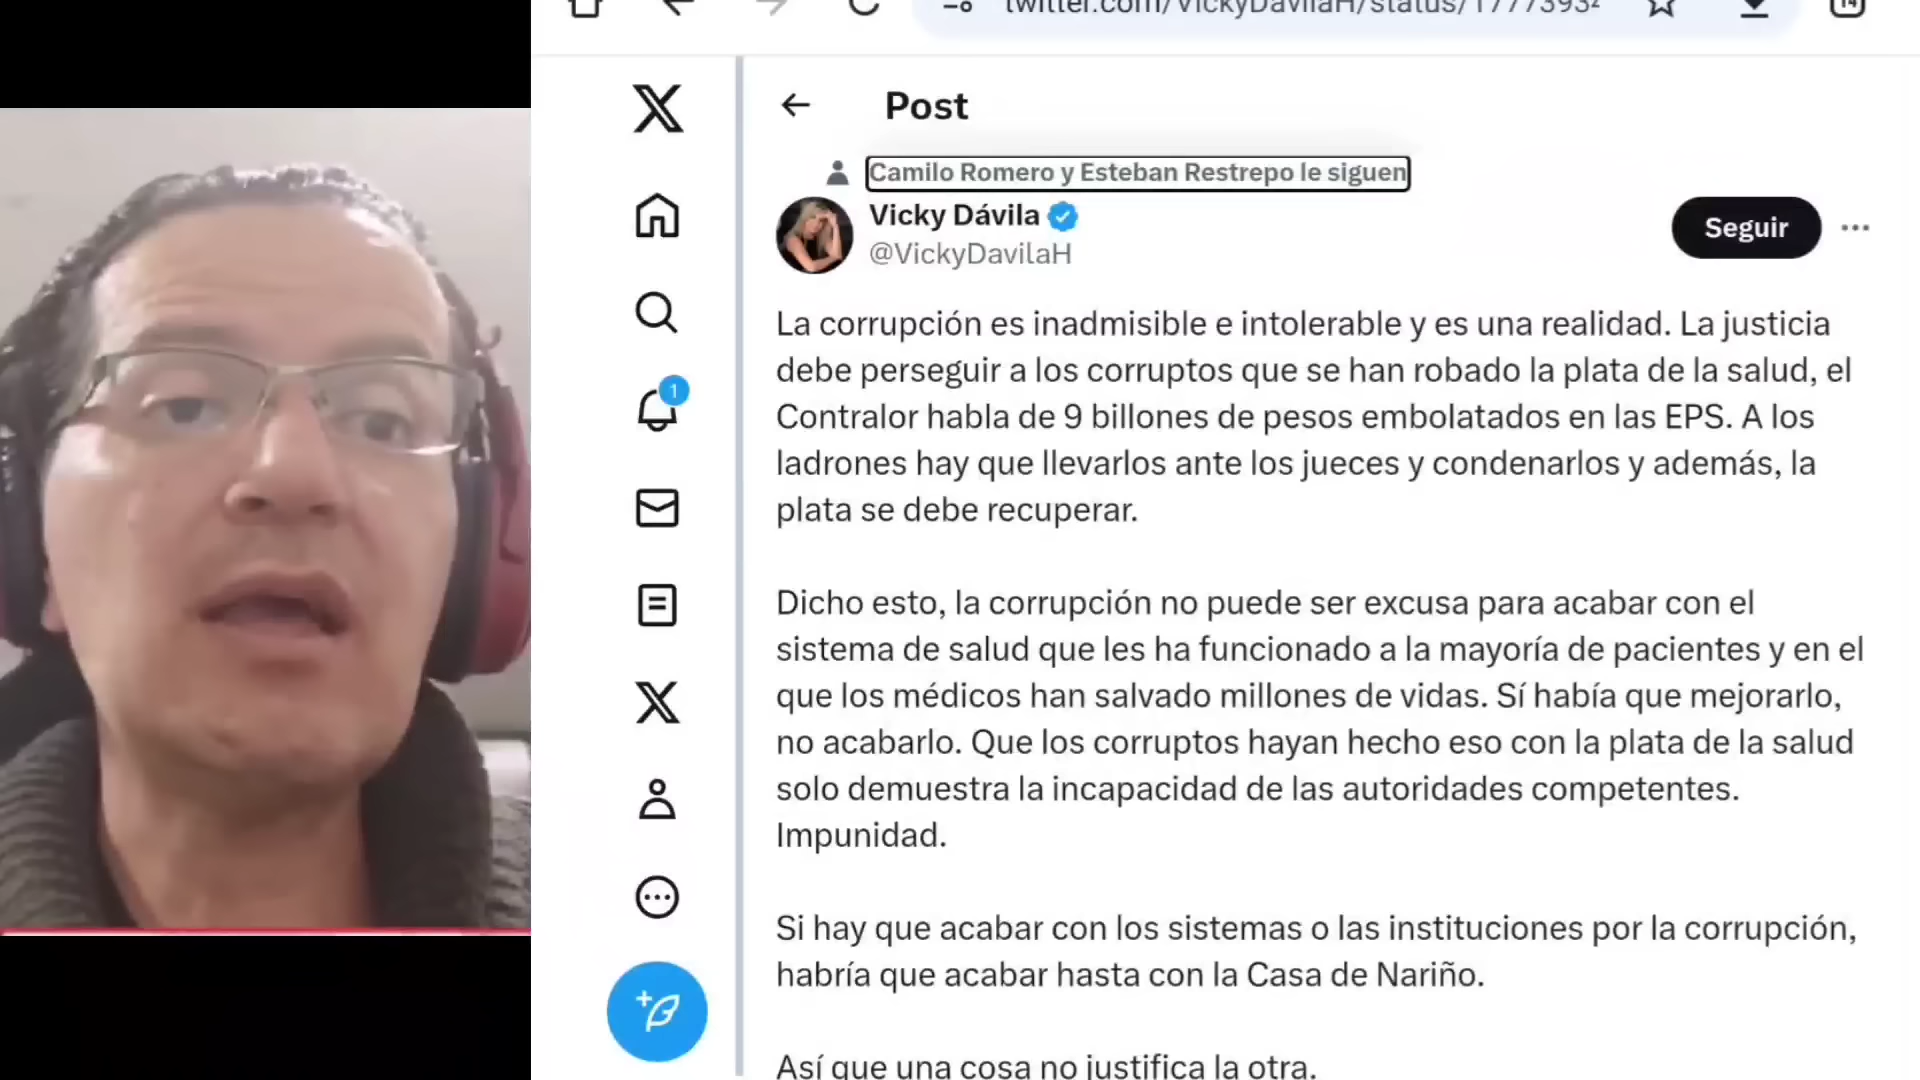 twitter.com/VickyDavilaH/status/1777393
14
Post
Camilo Romero y Esteban Restrepo le siguen
Vicky Dávila
@VickyDavilaH
Seguir
1
La corrupción es inadmisible e intolerable y es una realidad. La justicia
debe perseguir a los corruptos que se han robado la plata de la salud, el
Contralor habla de 9 billones de pesos embolatados en las EPS. A los
ladrones hay que llevarlos ante los jueces y condenarlos y además, la
plata se debe recuperar.
Dicho esto, la corrupción no puede ser excusa para acabar con el
sistema de salud que les ha funcionado a la mayoría de pacientes y en el
que los médicos han salvado millones de vidas. Sí había que mejorarlo,
no acabarlo. Que los corruptos hayan hecho eso con la plata de la salud
solo demuestra la incapacidad de las autoridades competentes.
Impunidad.
Si hay que acabar con los sistemas o las instituciones por la corrupción,
habría que acabar hasta con la Casa de Nariño.
Así que una cosa no justifica la otra.